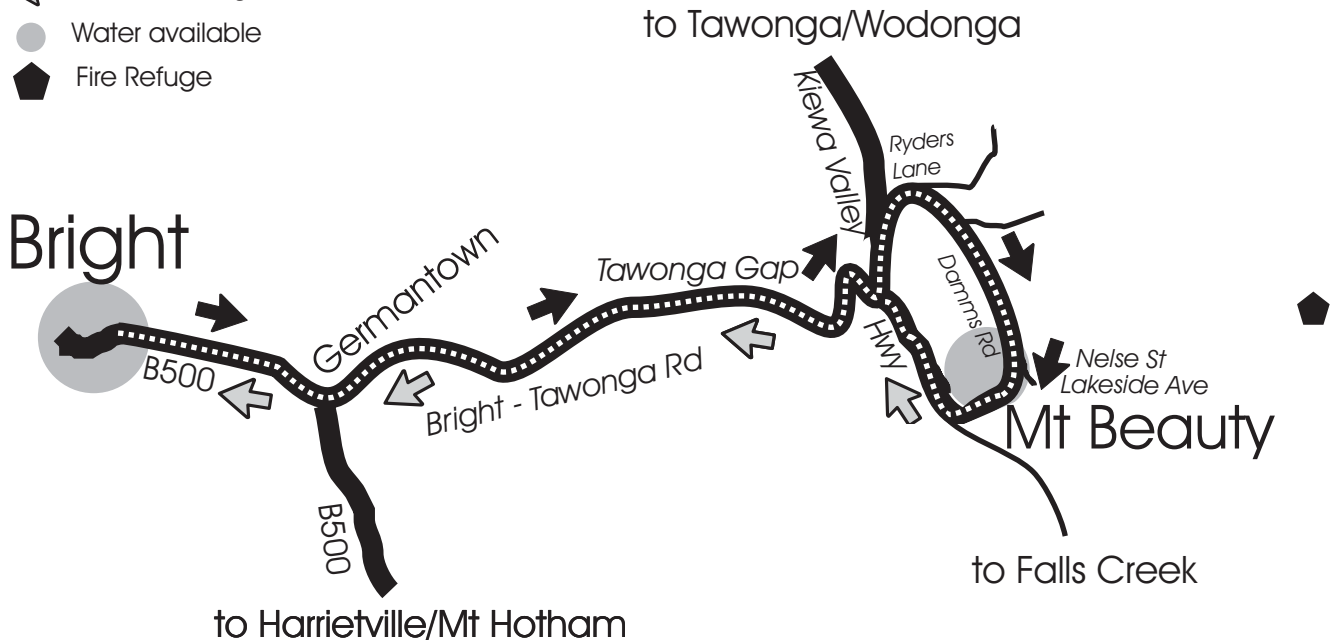 Water available
Fire Refuge
to Tawonga/Wodonga
Kiewa Valley
Ryders
Lane
Bright
Germantown
Tawonga Gap
Damms Rd
B500
Hwy
Nelse St
Lakeside Ave
Bright - Tawonga Rd
Mt Beauty
B500
to Falls Creek
to Harrietville/Mt Hotham